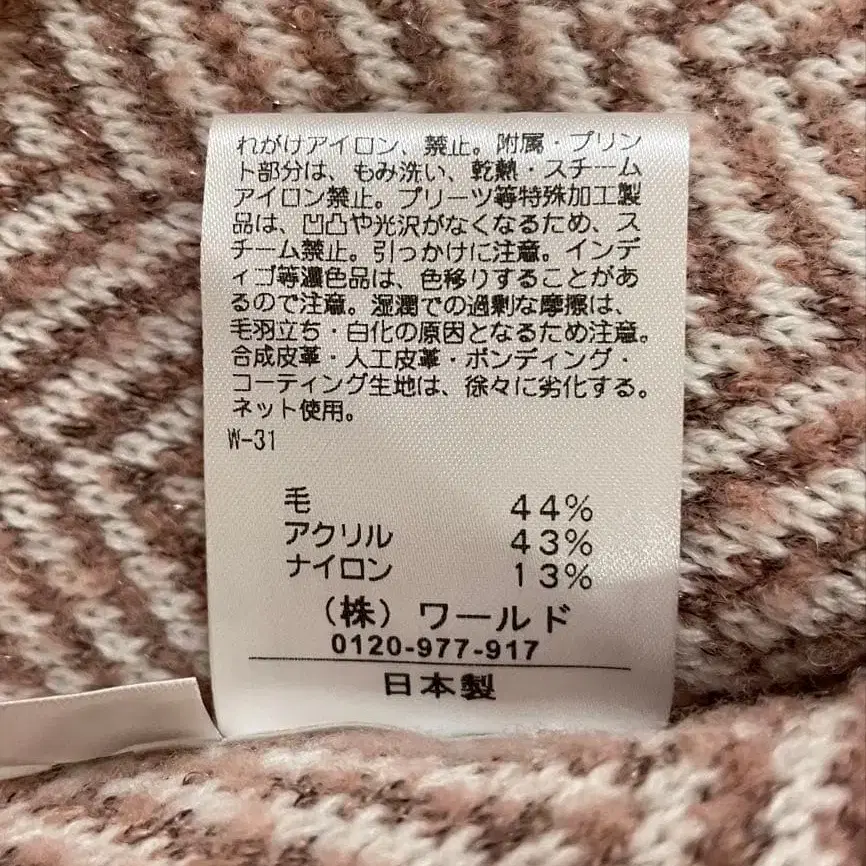 れがけアイロン、禁止。附属・プリン
ト部分は、もみ洗い、乾熱・スチーム
アイロン禁止。プリーツ等特殊加工製
品は、凹凸や光沢がなくなるため、ス
チーム禁止。引っかけに注意。インデ
ィゴ等濃色品は、色移りすることがあ
るので注意。湿潤での過剰な摩擦は、
毛羽立ち・白化の原因となるため注意。
合成皮革・人工皮革・ボンディング・
コーティング生地は、徐々に劣化する。
ネット使用。
W-31
毛 44%
アクリル 43%
ナイロン 13%
(株) ワールド
0120-977-917
日本製